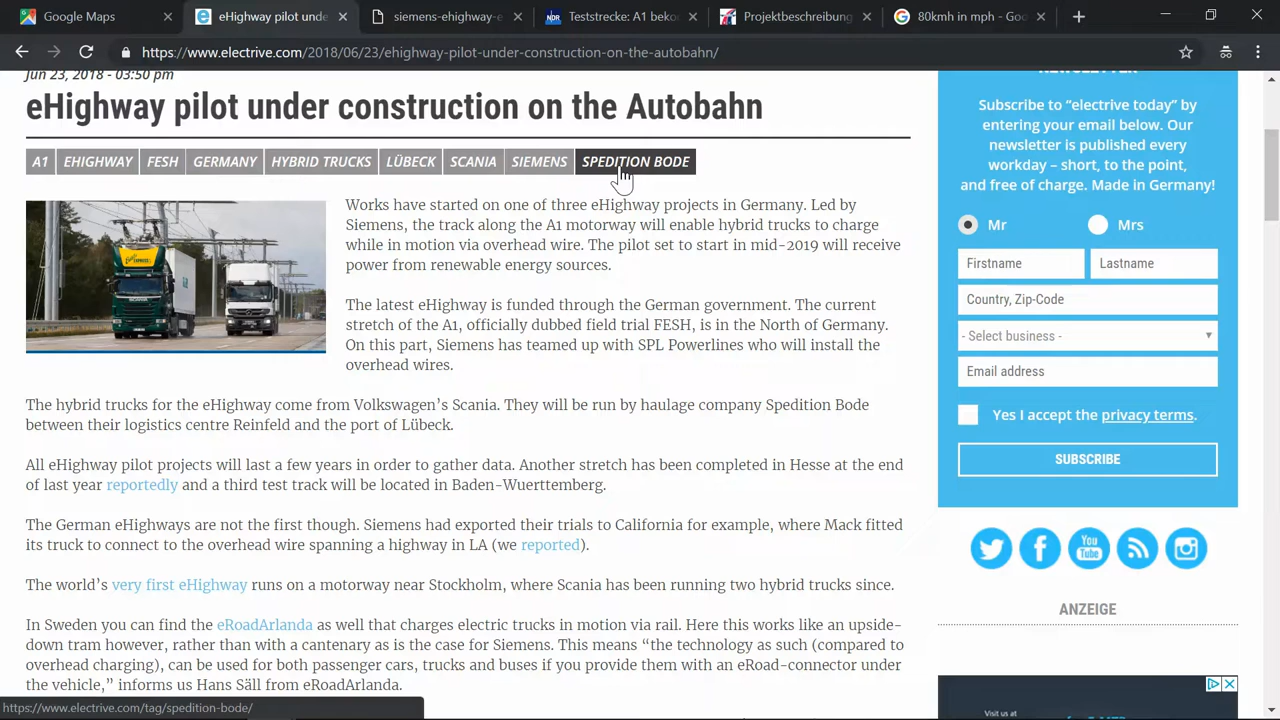 Google Maps
eHighway pilot unde
siemens-ehighway-e
NDR
Teststrecke: A1 beko
Projektbeschreibung
80kmh in mph - Goo
https://www.electrive.com/2018/06/23/ehighway-pilot-under-construction-on-the-autobahn/
Jun 23, 2018 - 03:50 pm
eHighway pilot under construction on the Autobahn
A1 EHIGHWAY FESH GERMANY HYBRID TRUCKS LÜBECK SCANIA SIEMENS SPEDITION BODE
Works have started on one of three eHighway projects in Germany. Led by
Siemens, the track along the A1 motorway will enable hybrid trucks to charge
while in motion via overhead wire. The pilot set to start in mid-2019 will receive
power from renewable energy sources.
The latest eHighway is funded through the German government. The current
stretch of the A1, officially dubbed field trial FESH, is in the North of Germany.
In this part, Siemens has teamed up with SPL Powerlines who will install the
overhead wires.
The hybrid trucks for the eHighway come from Volkswagen's Scania. They will be run by haulage company Spedition Bode
between their logistics centre Reinfeld and the port of Lübeck.
All eHighway pilot projects will last a few years in order to gather data. Another stretch has been completed in Hesse at the end
of last year reportedly and a third test track will be located in Baden-Wuerttemberg.
The German eHighways are not the first though. Siemens had exported their trials to California for example, where Mack fitted
its truck to connect to the overhead wire spanning a highway in LA (we reported).
The world's very first eHighway runs on a motorway near Stockholm, where Scania has been running two hybrid trucks since.
In Sweden you can find the eRoadArlanda as well that charges electric trucks in motion via rail. Here this works like an upside-
down tram however, rather than with a cantenary as is the case for Siemens. This means “the technology as such (compared to
overhead charging), can be used for both passenger cars, trucks and buses if you provide them with an eRoad-connector under
the vehicle,” informs us Hans Säll from eRoadArlanda.
https://www.electrive.com/tag/spedition-bode/
NEWSLETTER
Subscribe to “electrive today” by
entering your email below. Our
newsletter is published every
workday – short, to the point,
and free of charge. Made in Germany!
Mr Mrs
Firstname Lastname
Country, Zip-Code
- Select business -
Email address
Yes I accept the privacy terms.
SUBSCRIBE
You Tube
ANZEIGE
Visit us at